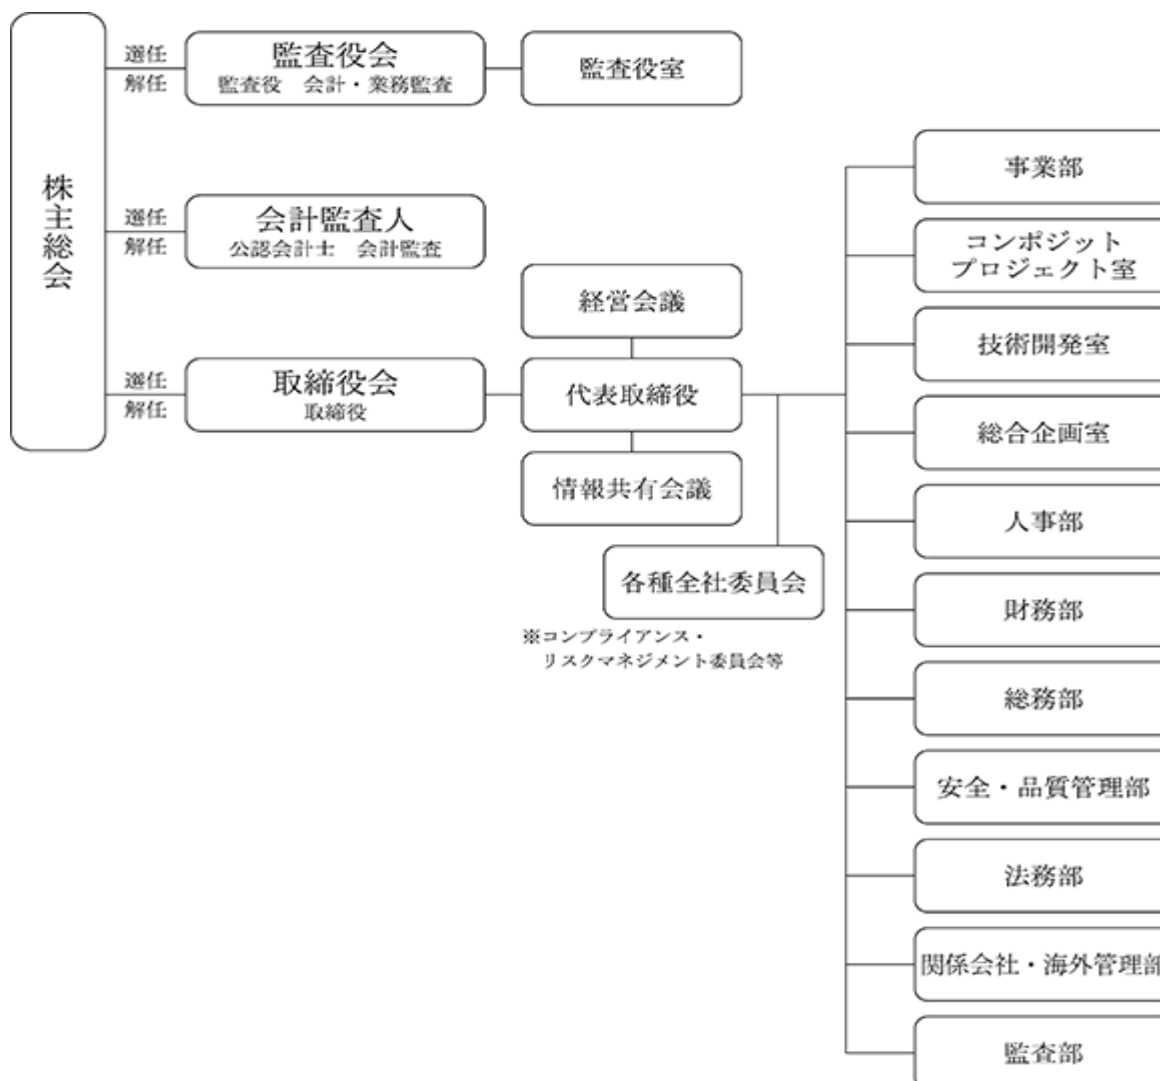 株主総会
選任
解任
監査役会
監査役　会計・業務監査
監査役室
選任
解任
会計監査人
公認会計士　会計監査
選任
解任
取締役会
取締役
経営会議
代表取締役
情報共有会議
各種全社委員会
※コンプライアンス・
リスクマネジメント委員会等
事業部
コンポジット
プロジェクト室
技術開発室
総合企画室
人事部
財務部
総務部
安全・品質管理部
法務部
関係会社・海外管理部
監査部